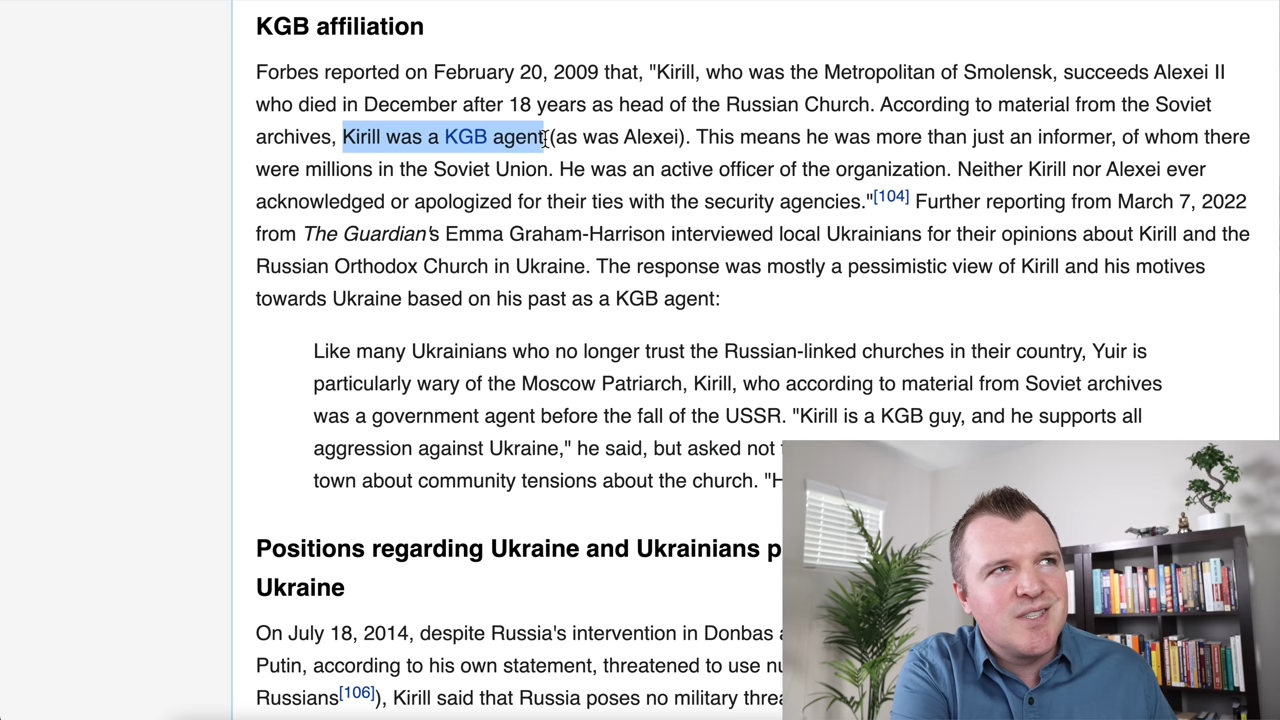 KGB affiliation
Forbes reported on February 20, 2009 that, "Kirill, who was the Metropolitan of Smolensk, succeeds Alexei II
who died in December after 18 years as head of the Russian Church. According to material from the Soviet
archives, Kirill was a KGB agent (as was Alexei). This means he was more than just an informer, of whom there
were millions in the Soviet Union. He was an active officer of the organization. Neither Kirill nor Alexei ever
acknowledged or apologized for their ties with the security agencies."[104] Further reporting from March 7, 2022
from The Guardian's Emma Graham-Harrison interviewed local Ukrainians for their opinions about Kirill and the
Russian Orthodox Church in Ukraine. The response was mostly a pessimistic view of Kirill and his motives
towards Ukraine based on his past as a KGB agent:
Like many Ukrainians who no longer trust the Russian-linked churches in their country, Yuir is
particularly wary of the Moscow Patriarch, Kirill, who according to material from Soviet archives
was a government agent before the fall of the USSR. "Kirill is a KGB guy, and he supports all
aggression against Ukraine," he said, but asked not
town about community tensions about the church.
Positions regarding Ukraine and Ukrainians
Ukraine
On July 18, 2014, despite Russia's intervention in Donbas
Putin, according to his own statement, threatened to use
Russians[106]), Kirill said that Russia poses no military